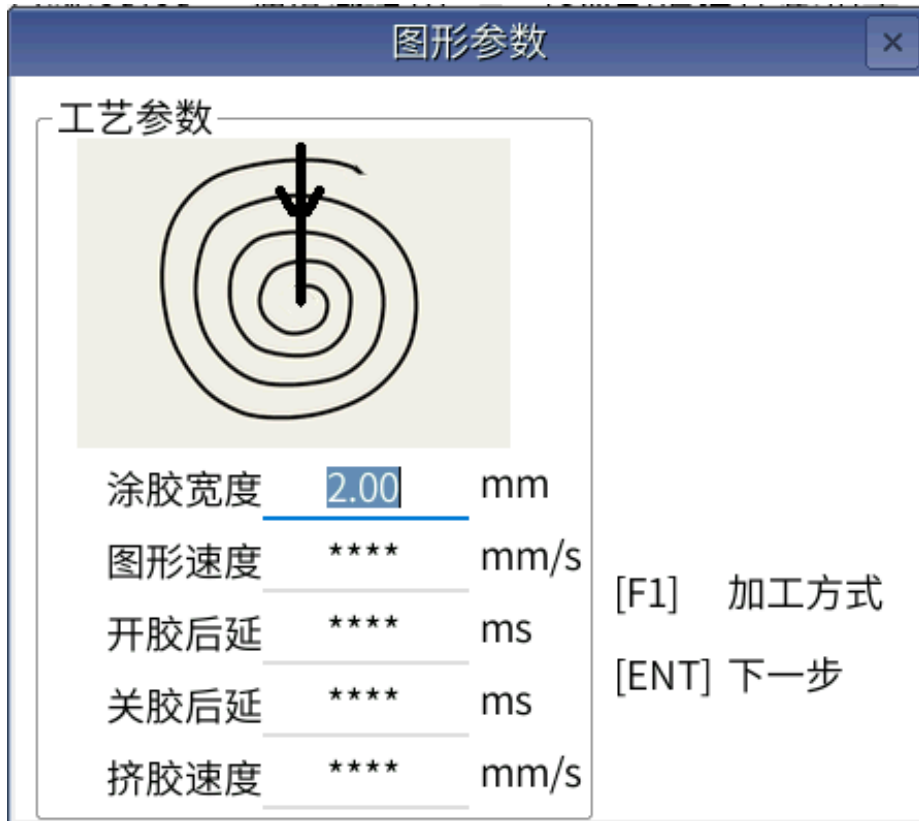 图形参数
工艺参数
涂胶宽度 2.00 mm
图形速度 **** mm/s
开胶后延 **** ms
关胶后延 **** ms
挤胶速度 **** mm/s
[F1] 加工方式
[ENT] 下一步